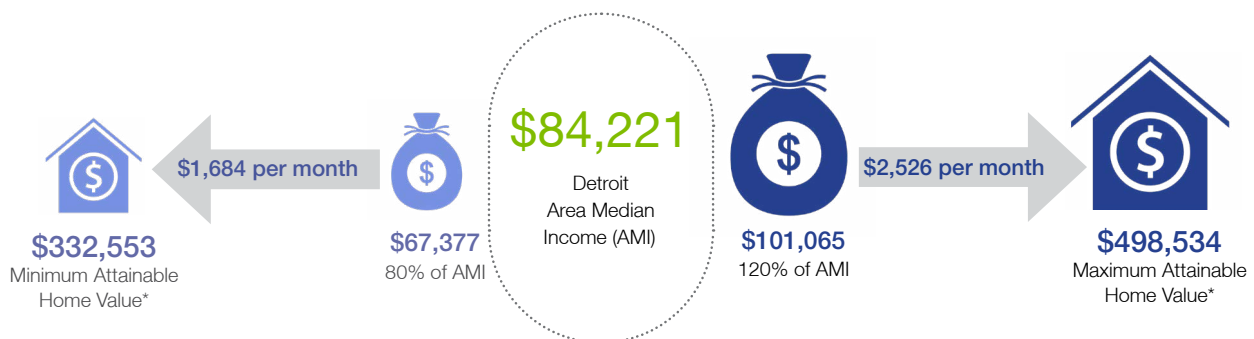 $1,684 per month
$332,553
Minimum Attainable
Home Value*
$
$
$67,377
80% of AMI
$84,221
Detroit
Area Median
Income (AMI)
$
$101,065
120% of AMI
$2,526 per month
$
$498,534
Maximum Attainable
Home Value*